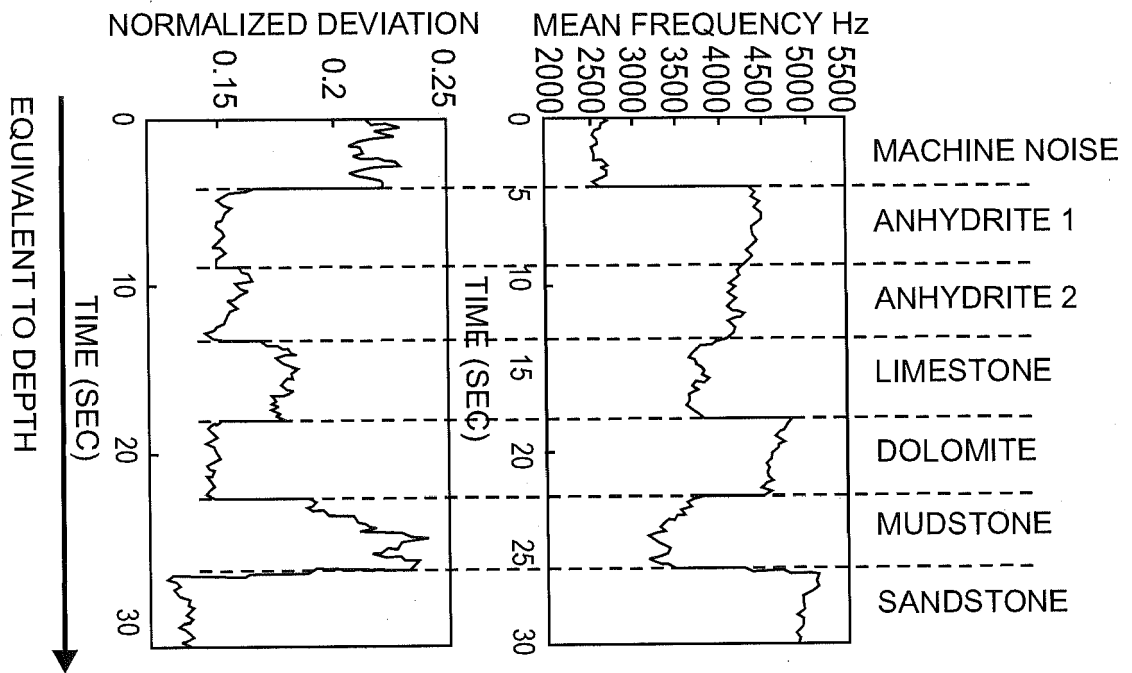 NORMALIZED DEVIATION
MEAN FREQUENCY Hz
0.15
0.2
0.25
2000
2500
3000
3500
4000
4500
5000
5500
EQUIVALENT TO DEPTH
TIME (SEC)
0
10
20
30
TIME (SEC)
0
5
10
15
20
25
30
MACHINE NOISE
ANHYDRITE 1
ANHYDRITE 2
LIMESTONE
DOLOMITE
MUDSTONE
SANDSTONE